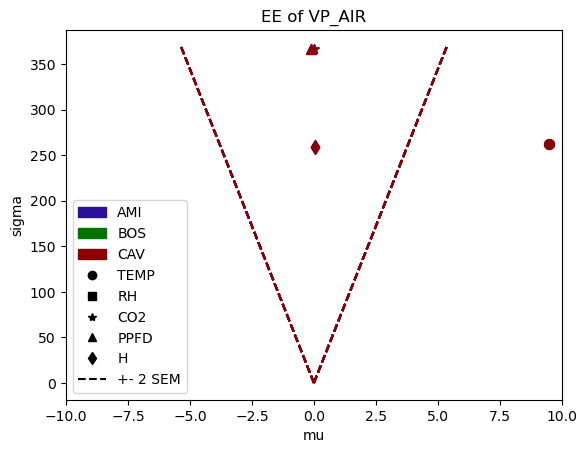 EE of VP_AIR
sigma
350
300
250
200
150
100
50
0
AMI
BOS
CAV
TEMP
RH
CO2
PPFD
H
+- 2 SEM
−10.0
−7.5
−5.0
−2.5
0.0
2.5
5.0
7.5
10.0
mu